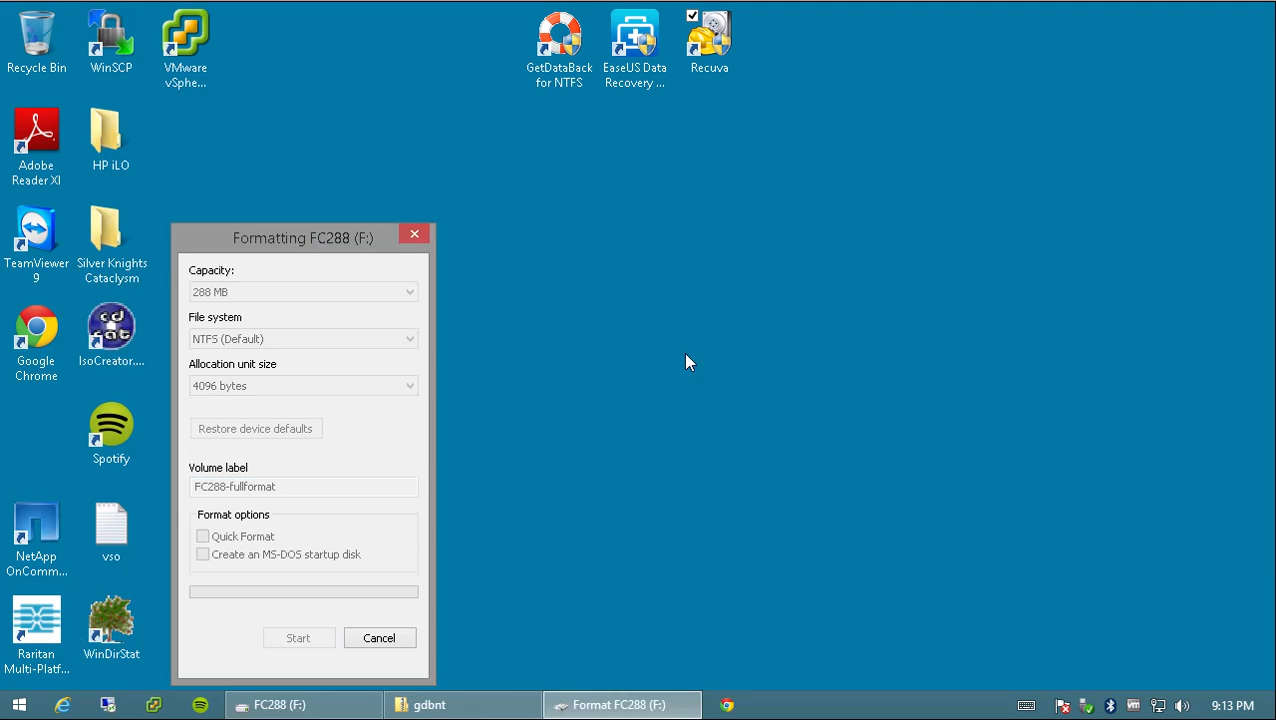 Recycle Bin
WinSCP
VMware
vSphe...
GetDataBack
for NTFS
EaseUS Data
Recovery ...
Recuva
Adobe
Reader XI
HP iLO
TeamViewer
9
Silver Knights
Cataclysm
Google
Chrome
cd
fat
IsoCreator....
Spotify
NetApp
OnComm...
vso
Raritan
Multi-Platf...
WinDirStat
Formatting FC288 (F:)
Capacity:
288 MB
File system
NTFS (Default)
Allocation unit size
4096 bytes
Restore device defaults
Volume label
FC288-fullformat
Format options
Quick Format
Create an MS-DOS startup disk
Start
Cancel
FC288 (F:)
gdbnt
Format FC288 (F:)
vm
9:13 PM